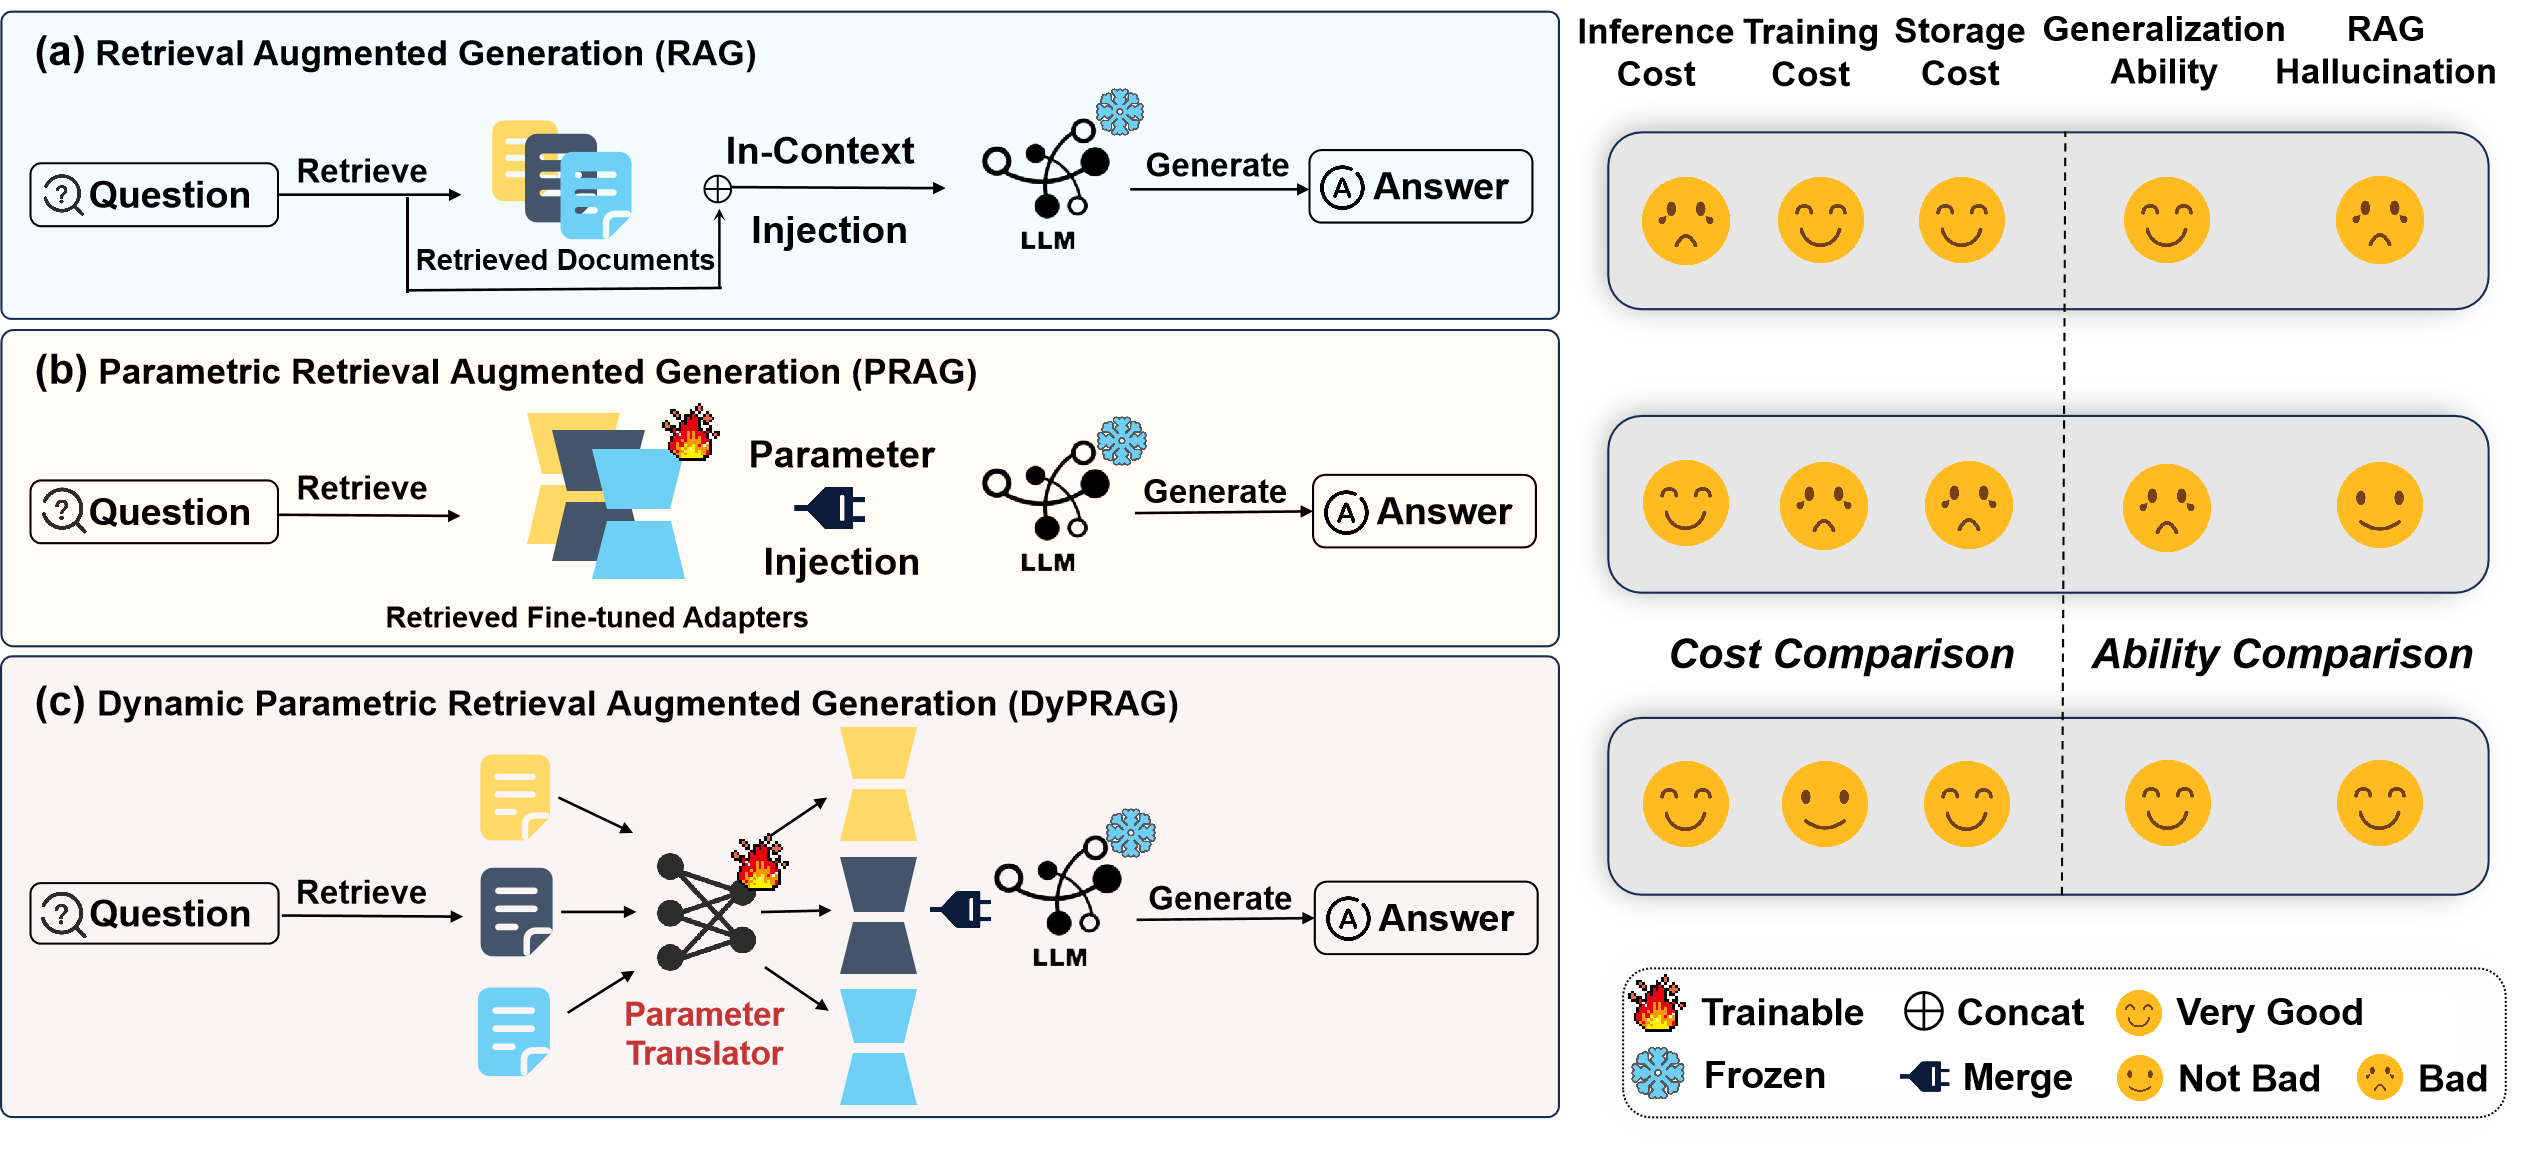 (a) Retrieval Augmented Generation (RAG)
Question
Retrieve
Retrieved Documents
In-Context
Injection
LLM
Generate
Answer
(b) Parametric Retrieval Augmented Generation (PRAG)
Question
Retrieve
Retrieved Fine-tuned Adapters
Parameter
Injection
LLM
Generate
Answer
(c) Dynamic Parametric Retrieval Augmented Generation (DyPRAG)
Question
Retrieve
Parameter
Translator
LLM
Generate
Answer
Inference
Cost
Training
Cost
Storage
Cost
Generalization
Ability
RAG
Hallucination
Cost Comparison
Ability Comparison
Trainable
Concat
Very Good
Frozen
Merge
Not Bad
Bad